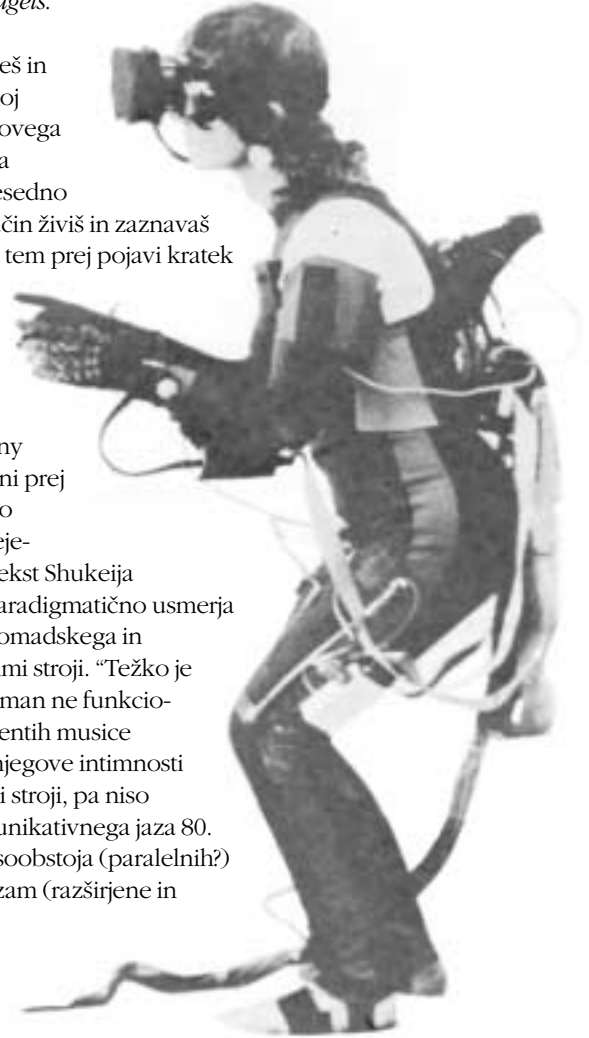 agels.
eš in
oj
ovega
a
esedno
čin živiš in zaznavaš
tem prej pojavi kratek
ny
ni prej
o
eje-
ekst Shukeija
aradigmatično usmerja
omadskega in
imi stroji. “Težko je
man ne funkcio-
entih musice
njegove intimnosti
i stroji, pa niso
unikativnega jaza 80.
soobstoja (paralelnih?)
zam (razširjene in